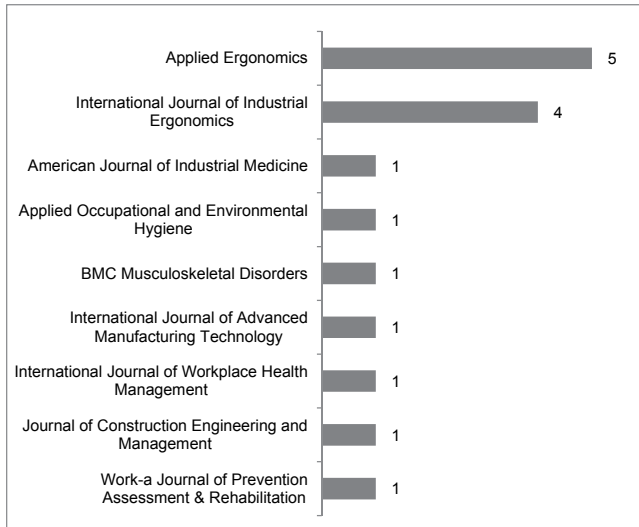 Applied Ergonomics 5
International Journal of Industrial
Ergonomics 4
American Journal of Industrial Medicine 1
Applied Occupational and Environmental
Hygiene 1
BMC Musculoskeletal Disorders 1
International Journal of Advanced
Manufacturing Technology 1
International Journal of Workplace Health
Management 1
Journal of Construction Engineering and
Management 1
Work-a Journal of Prevention
Assessment & Rehabilitation 1